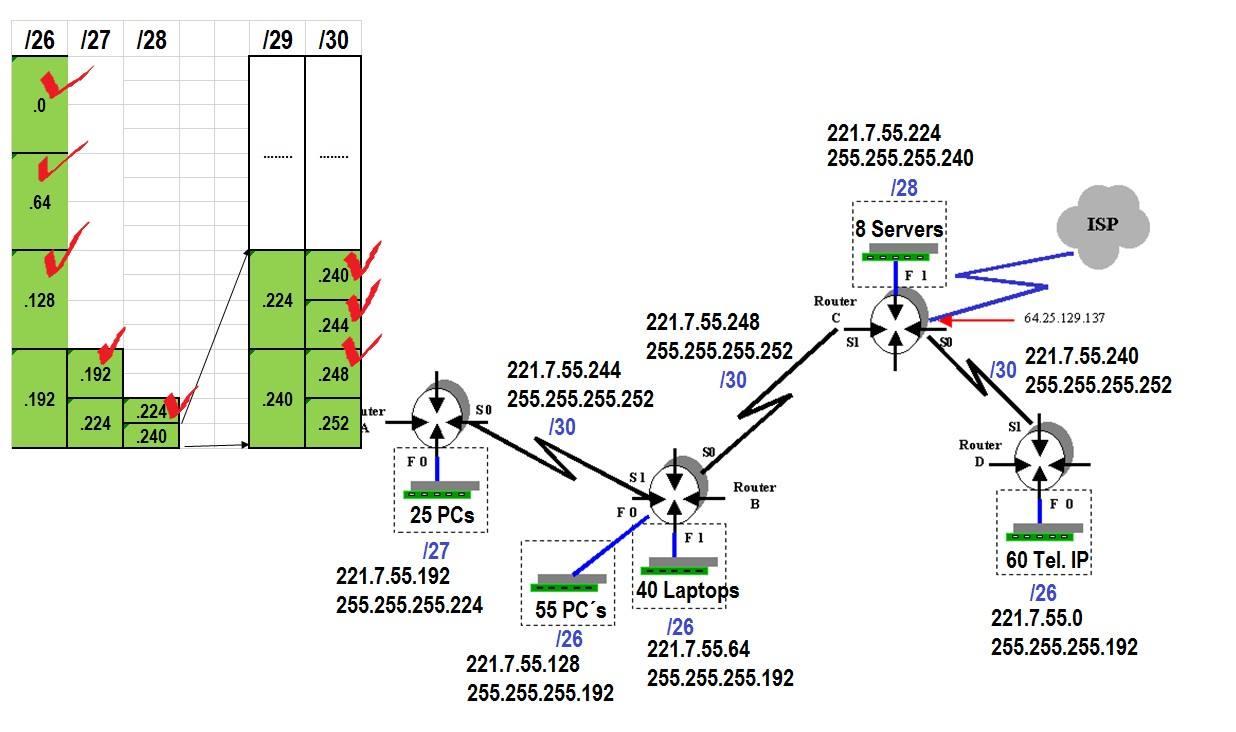 /26 /27 /28 /29 /30
.0
.64
.128
.192
.192
.224
.224
.240
........
........
.224
.240
.240
.244
.248
.252
uter
A
S0
F 0
25 PCs
/27
221.7.55.192
255.255.255.224
221.7.55.244
255.255.255.252
/30
S1
F 0
F 1
S0
Router
B
55 PC´s
/26
221.7.55.128
255.255.255.192
40 Laptops
/26
221.7.55.64
255.255.255.192
221.7.55.248
255.255.255.252
/30
221.7.55.224
255.255.255.240
/28
8 Servers
F 1
Router
C
S1
S0
ISP
64.25.129.137
/30
221.7.55.240
255.255.255.252
S1
Router
D
F 0
60 Tel. IP
/26
221.7.55.0
255.255.255.192